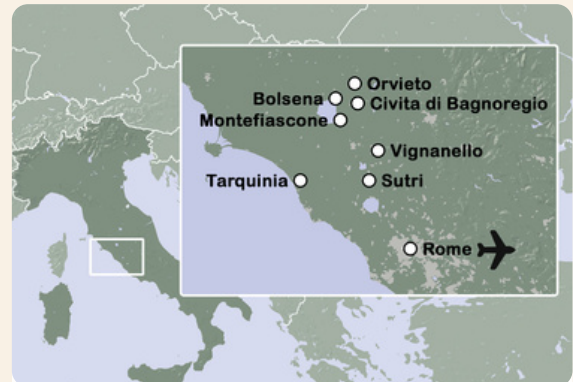 Orvieto
Bolsena
Civita di Bagnoregio
Montefiascone
Vignanello
Tarquinia
Sutri
Rome